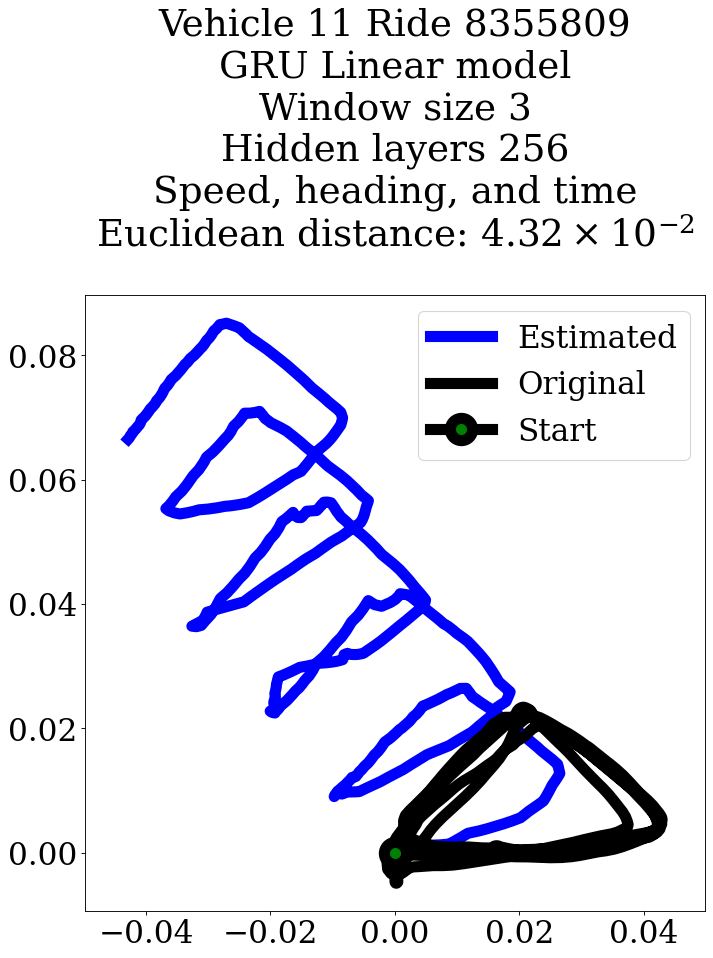 Vehicle 11 Ride 8355809
GRU Linear model
Window size 3
Hidden layers 256
Speed, heading, and time
Euclidean distance: 4.32 × 10⁻²
Estimated
Original
Start
0.08
0.06
0.04
0.02
0.00
−0.04
−0.02
0.00
0.02
0.04